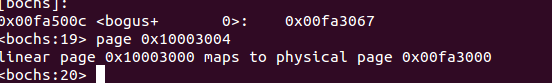 [bochs]:
0x00fa500c <bogus+       0>:    0x00fa3067
<bochs:19> page 0x10003004
linear page 0x10003000 maps to physical page 0x00fa3000
<bochs:20>